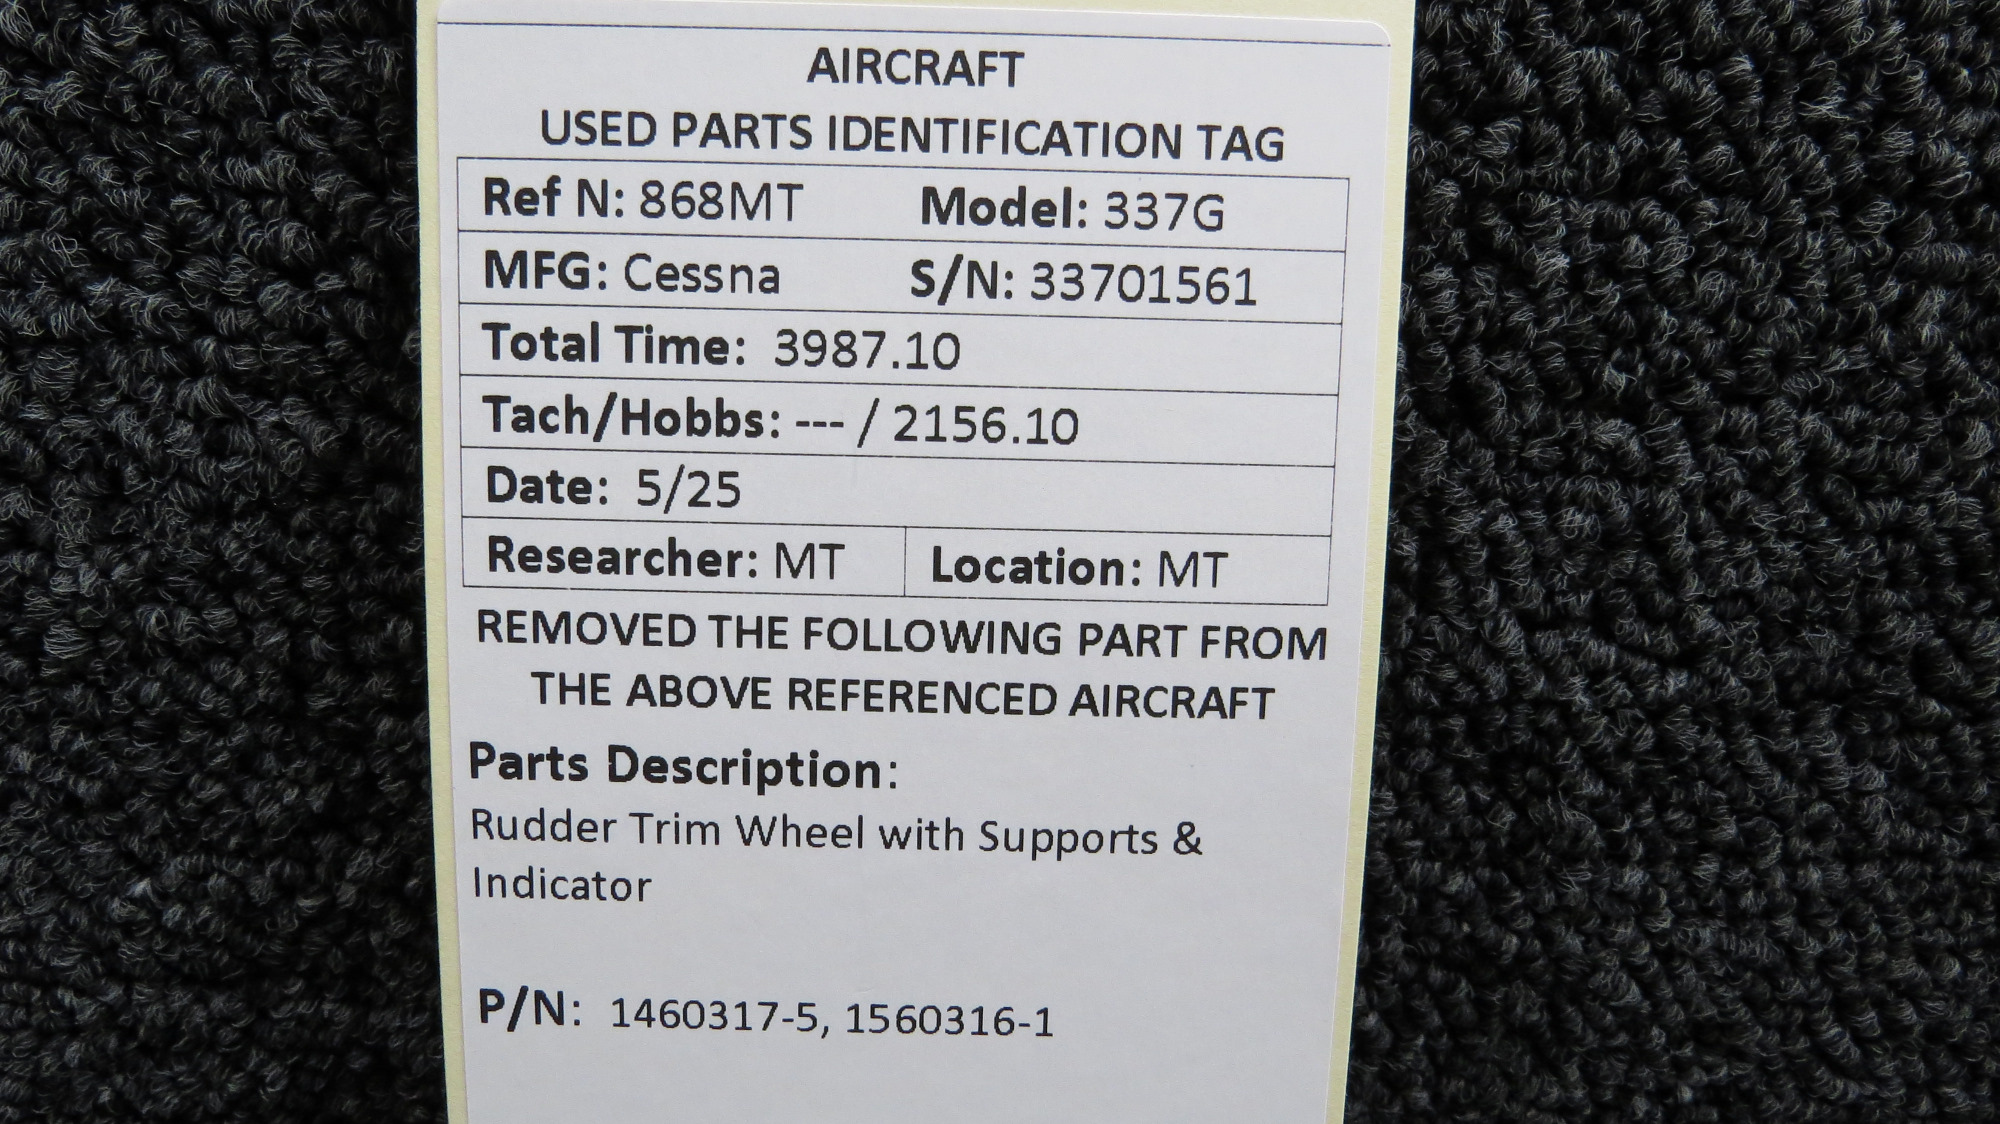 AIRCRAFT
USED PARTS IDENTIFICATION TAG
Ref N: 868MT Model: 337G
MFG: Cessna S/N: 33701561
Total Time: 3987.10
Tach/Hobbs: --- / 2156.10
Date: 5/25
Researcher: MT Location: MT
REMOVED THE FOLLOWING PART FROM
THE ABOVE REFERENCED AIRCRAFT
Parts Description:
Rudder Trim Wheel with Supports &
Indicator
P/N: 1460317-5, 1560316-1